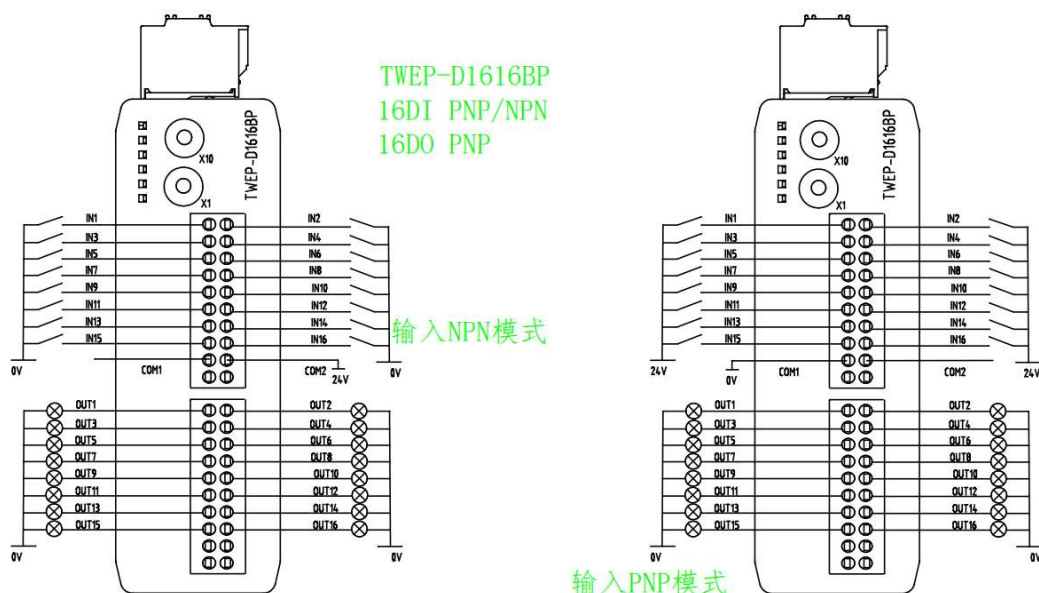 TWEP-D1616BP
16DI PNP/NPN
16DO PNP
X10
X1
TWEP-D1616BP
IN1 IN2
IN3 IN4
IN5 IN6
IN7 IN8
IN9 IN10
IN11 IN12
IN13 IN14
IN15 IN16
0V COM1 COM2 24V 0V
OUT1 OUT2
OUT3 OUT4
OUT5 OUT6
OUT7 OUT8
OUT9 OUT10
OUT11 OUT12
OUT13 OUT14
OUT15 OUT16
0V 0V
输入NPN模式
X10
X1
TWEP-D1616BP
IN1 IN2
IN3 IN4
IN5 IN6
IN7 IN8
IN9 IN10
IN11 IN12
IN13 IN14
IN15 IN16
24V 0V COM1 COM2 24V
OUT1 OUT2
OUT3 OUT4
OUT5 OUT6
OUT7 OUT8
OUT9 OUT10
OUT11 OUT12
OUT13 OUT14
OUT15 OUT16
0V 0V
输入PNP模式